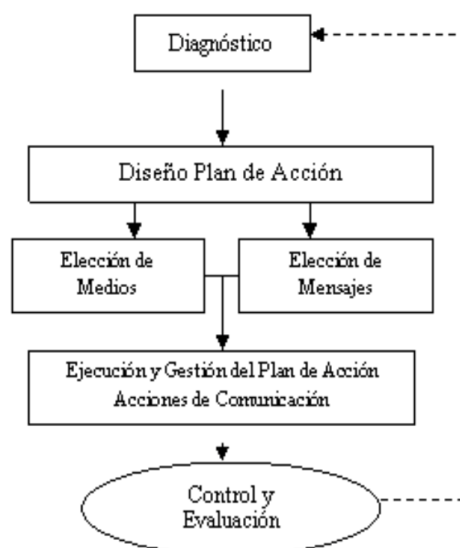 Diagnóstico
Diseño Plan de Acción
Elección de
Medios
Elección de
Mensajes
Ejecución y Gestión del Plan de Acción
Acciones de Comunicación
Control y
Evaluación